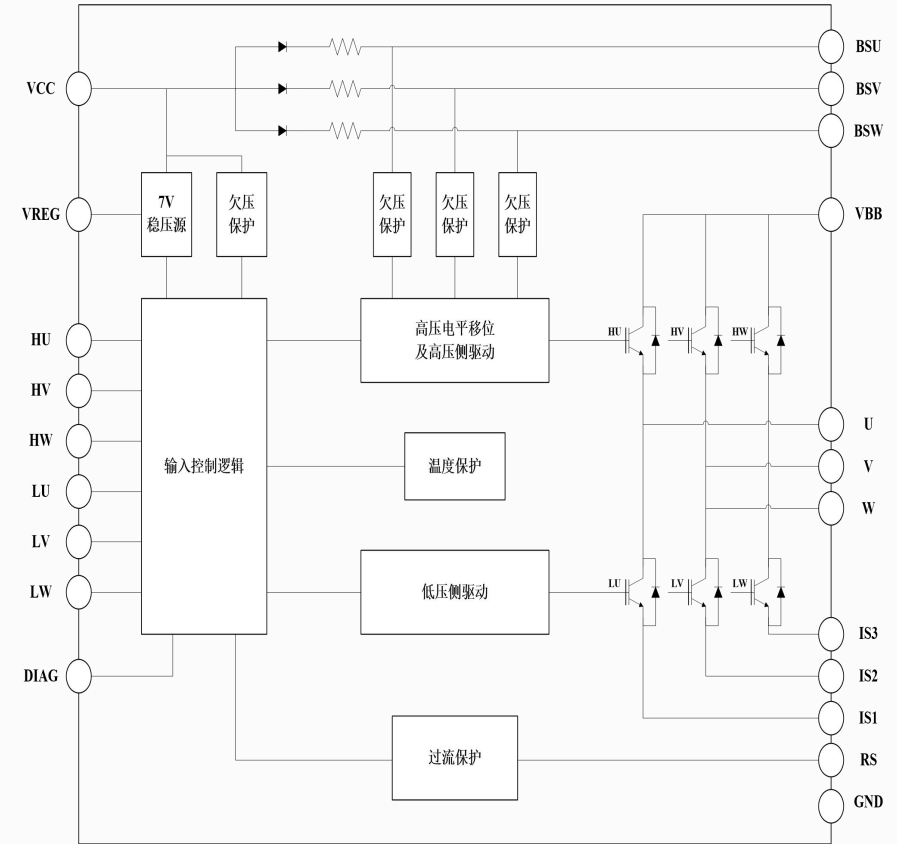 BSU
VCC
BSV
BSW
7V
稳压源
欠压
保护
欠压
保护
欠压
保护
欠压
保护
VREG
VBB
HU
高压电平移位
及高压侧驱动
HU
HV
HW
HV
HW
U
输入控制逻辑
温度保护
V
LU
W
LV
LW
低压侧驱动
LU
LV
LW
IS3
DIAG
IS2
IS1
过流保护
RS
GND